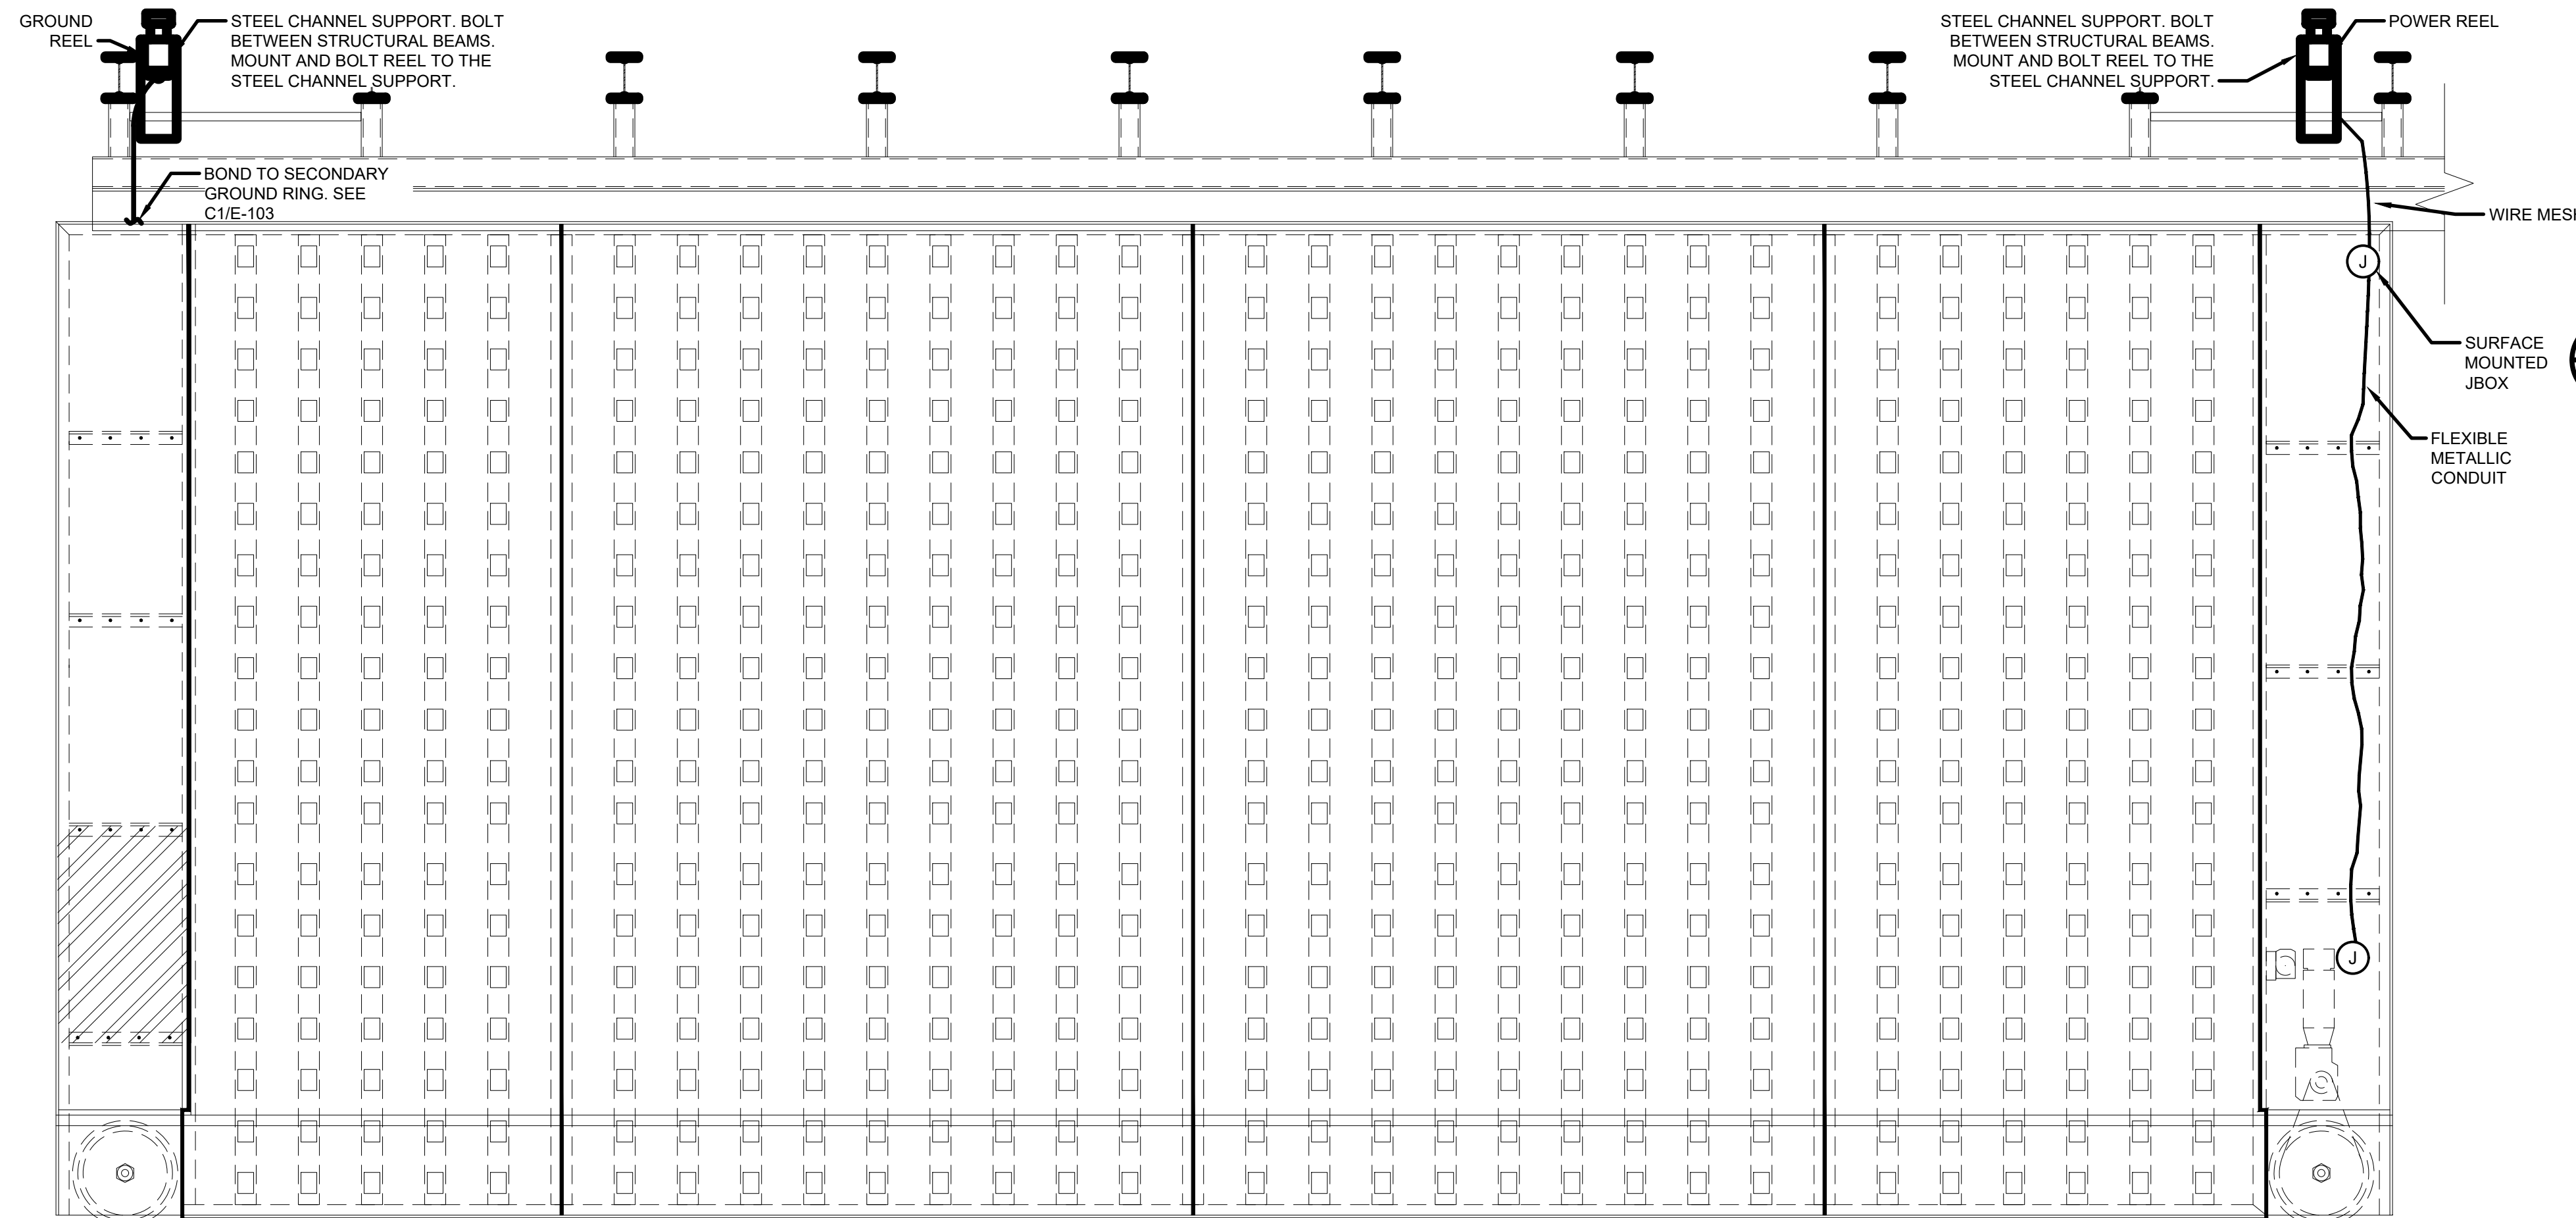 GROUND
REEL
STEEL CHANNEL SUPPORT. BOLT
BETWEEN STRUCTURAL BEAMS.
MOUNT AND BOLT REEL TO THE
STEEL CHANNEL SUPPORT.
STEEL CHANNEL SUPPORT. BOLT
BETWEEN STRUCTURAL BEAMS.
MOUNT AND BOLT REEL TO THE
STEEL CHANNEL SUPPORT.
POWER REEL
BOND TO SECONDARY
GROUND RING. SEE
C1/E-103
WIRE MESH
J
SURFACE
MOUNTED
JBOX
FLEXIBLE
METALLIC
CONDUIT
J